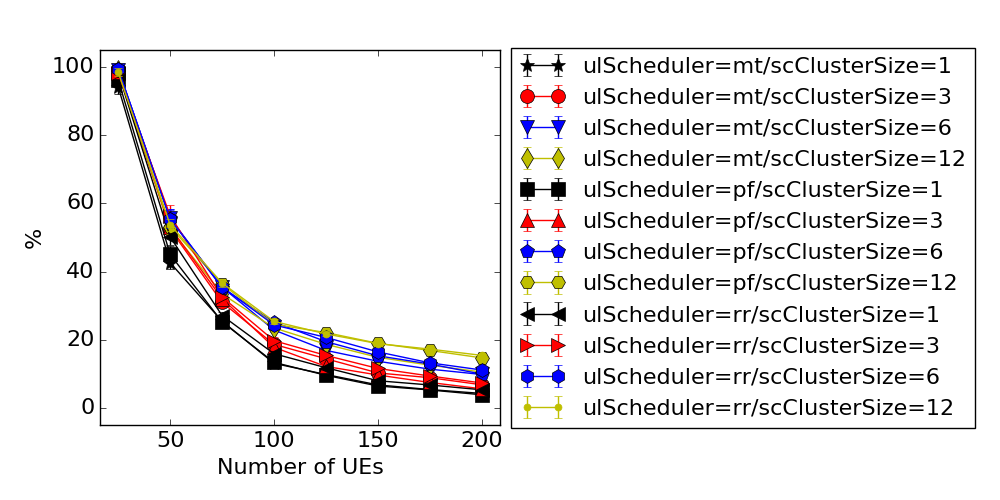 100
80
60
40
20
0
%
50 100 150 200
Number of UEs
ulScheduler=mt/scClusterSize=1
ulScheduler=mt/scClusterSize=3
ulScheduler=mt/scClusterSize=6
ulScheduler=mt/scClusterSize=12
ulScheduler=pf/scClusterSize=1
ulScheduler=pf/scClusterSize=3
ulScheduler=pf/scClusterSize=6
ulScheduler=pf/scClusterSize=12
ulScheduler=rr/scClusterSize=1
ulScheduler=rr/scClusterSize=3
ulScheduler=rr/scClusterSize=6
ulScheduler=rr/scClusterSize=12